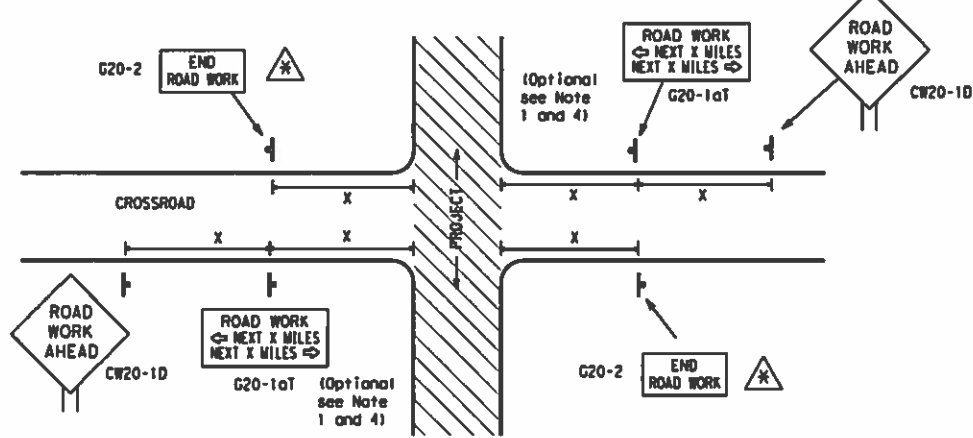 ROAD WORK
⇦ NEXT X MILES
NEXT X MILES ⇨
ROAD
WORK
AHEAD
G20-2
END
ROAD WORK
*
(Optional
see Note
1 and 4)
G20-1aT
CW20-1D
X
X
X
CROSSROAD
PROJECT
X
X
X
ROAD
WORK
AHEAD
CW20-1D
ROAD WORK
⇦ NEXT X MILES
NEXT X MILES ⇨
G20-1aT
(Optional
see Note
1 and 4)
G20-2
END
ROAD WORK
*